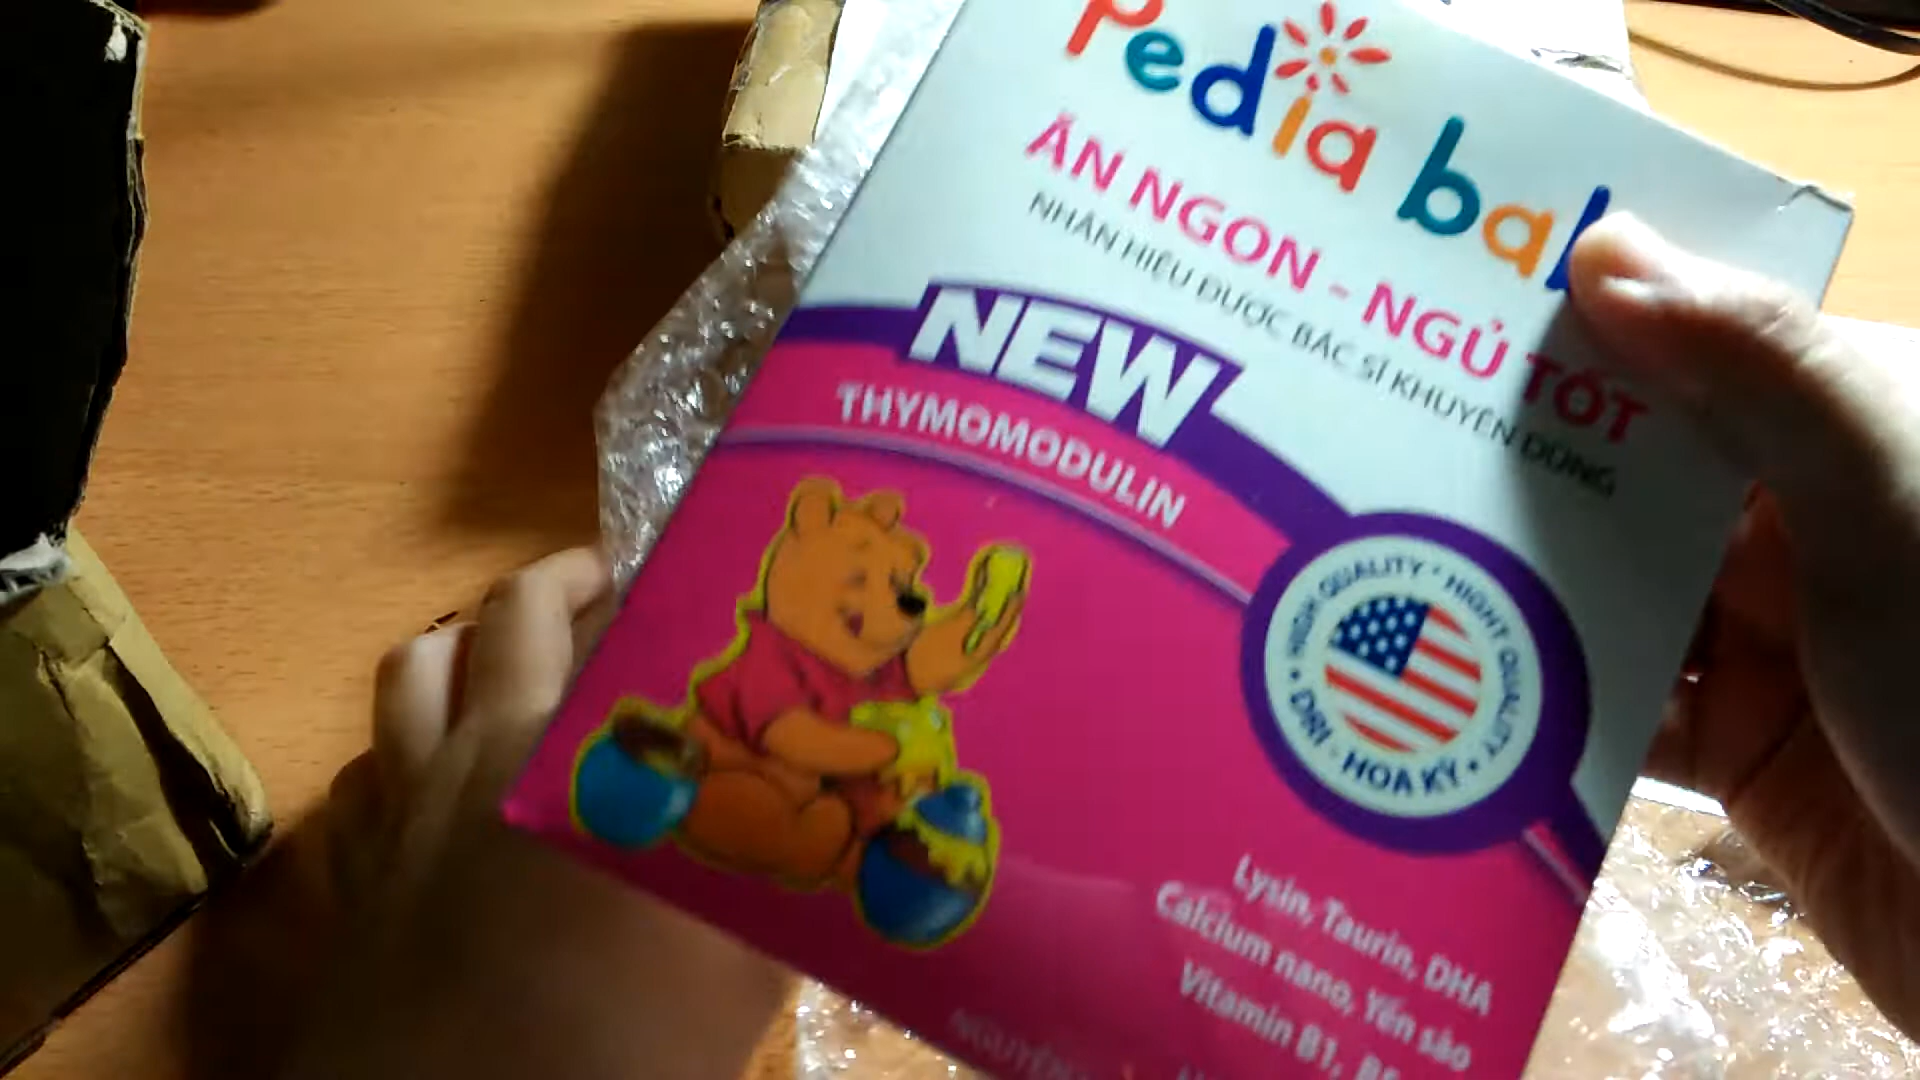 Pedia bab
ĂN NGON - NGỦ TỐT
NHÃN HIỆU ĐƯỢC BÁC SĨ KHUYÊN DÙNG
NEW
THYMOMODULIN
HIGH QUALITY * HIGHT QUALITY
• DRI - HOA KỲ •
Lysin, Taurin, DHA
Calcium nano, Yến sào
Vitamin B1,